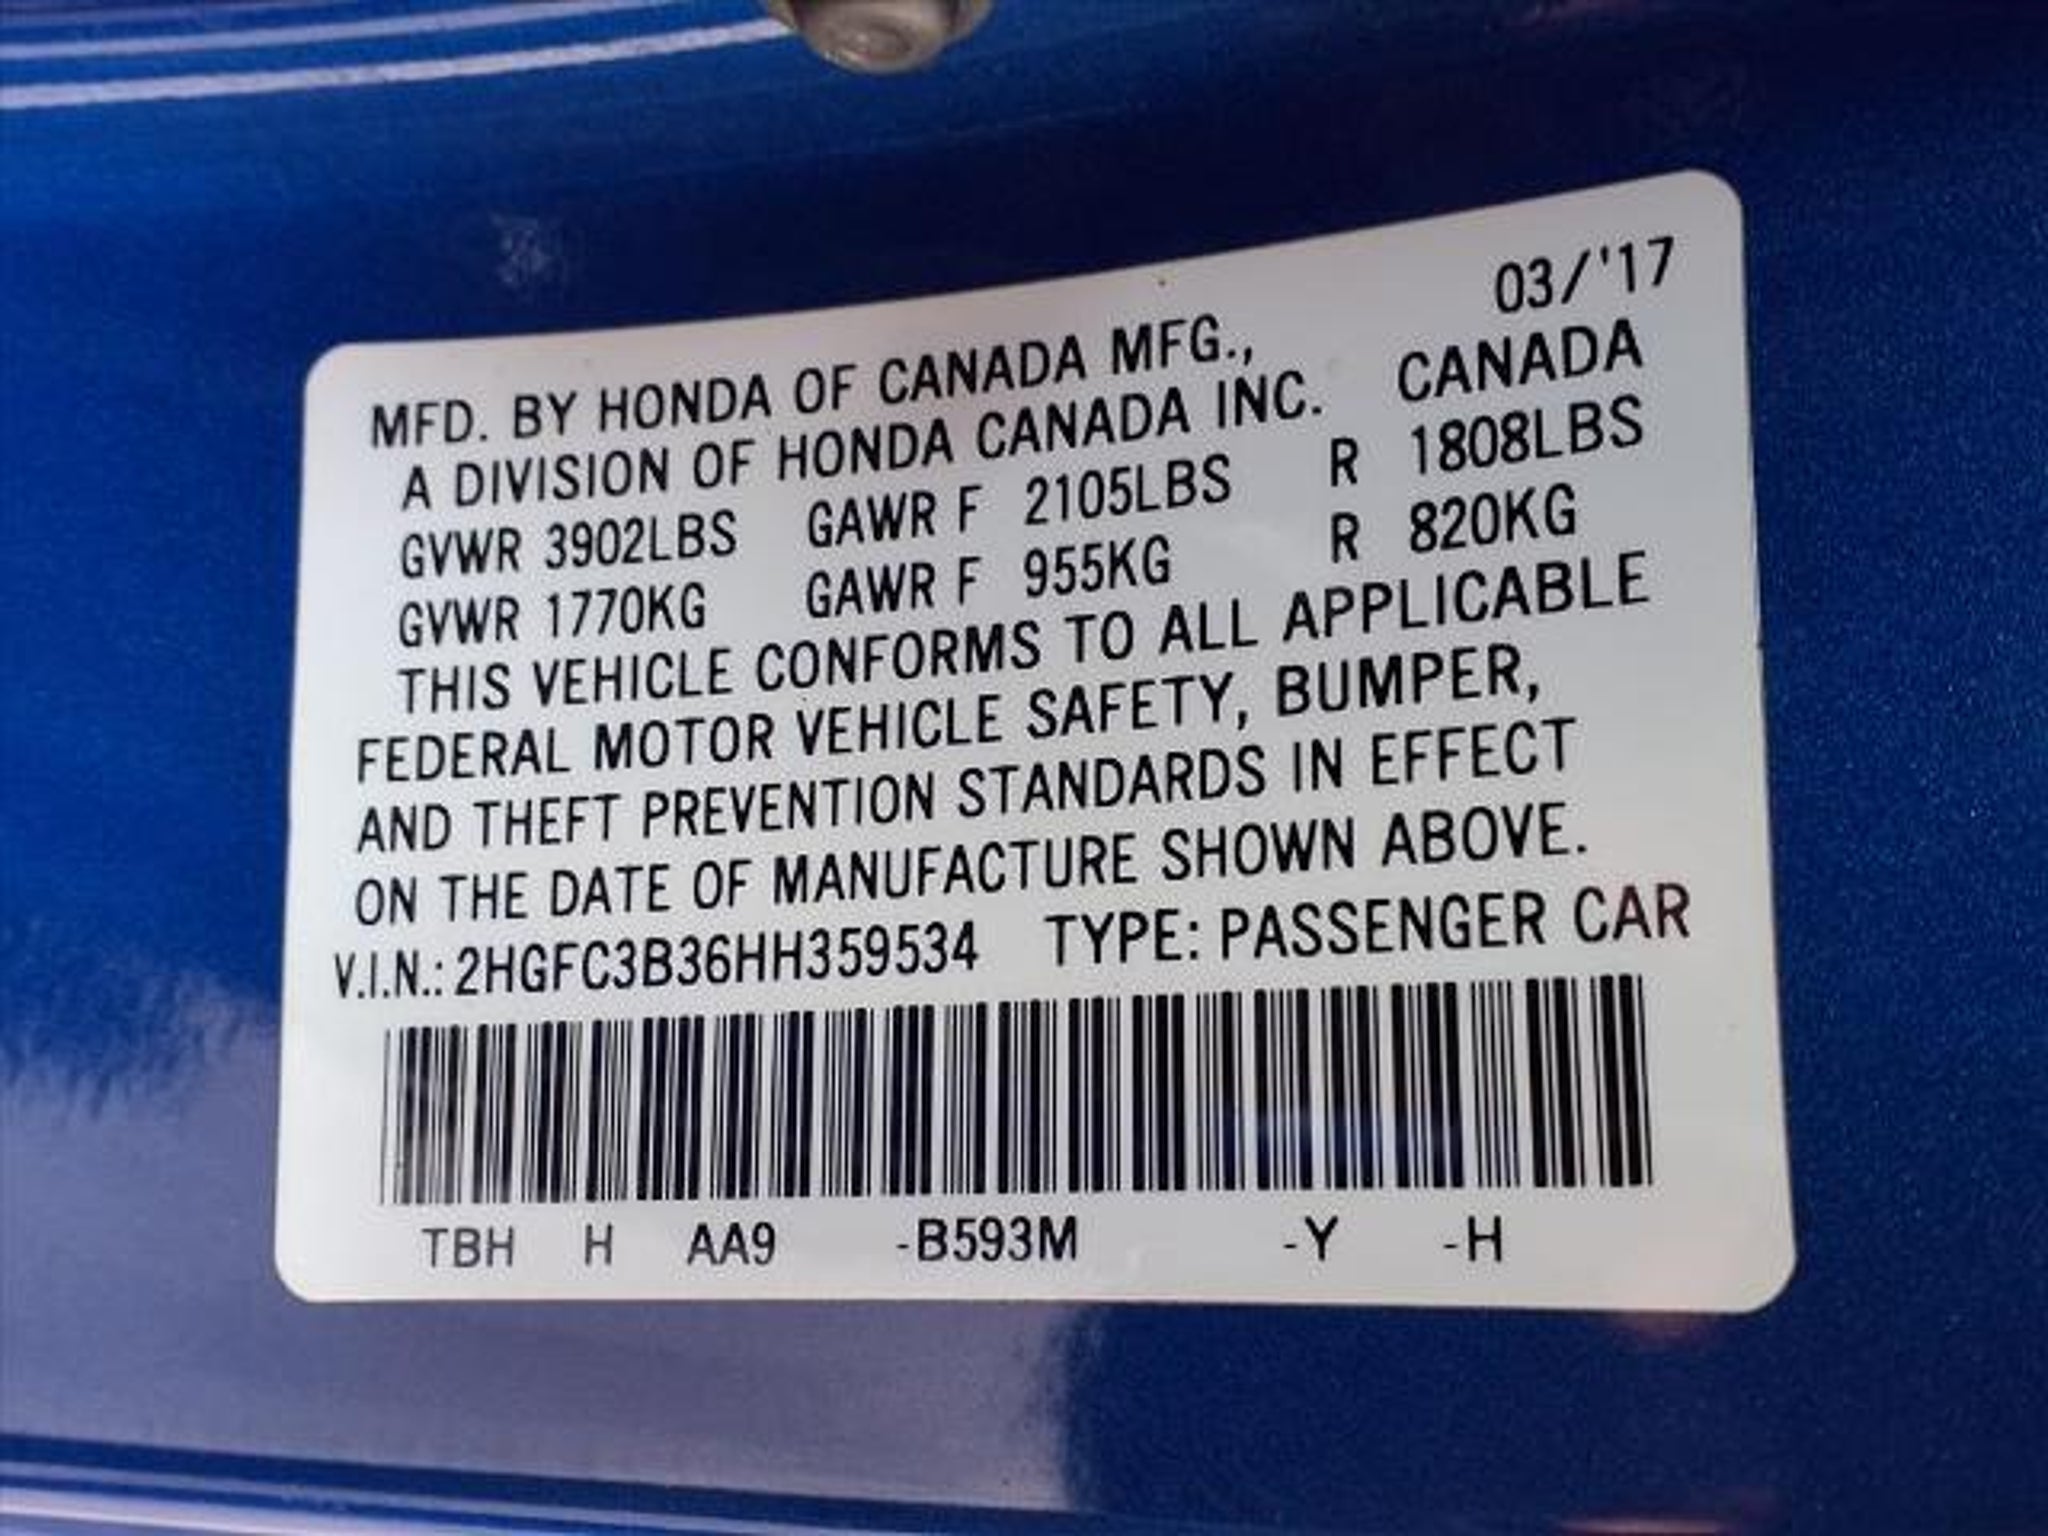 03/'17
MFD. BY HONDA OF CANADA MFG.,
A DIVISION OF HONDA CANADA INC. CANADA
GVWR 3902LBS GAWR F 2105LBS R 1808LBS
GVWR 1770KG GAWR F 955KG R 820KG
THIS VEHICLE CONFORMS TO ALL APPLICABLE
FEDERAL MOTOR VEHICLE SAFETY, BUMPER,
AND THEFT PREVENTION STANDARDS IN EFFECT
ON THE DATE OF MANUFACTURE SHOWN ABOVE.
V.I.N.: 2HGFC3B36HH359534 TYPE: PASSENGER CAR
TBH H AA9 -B593M -Y -H